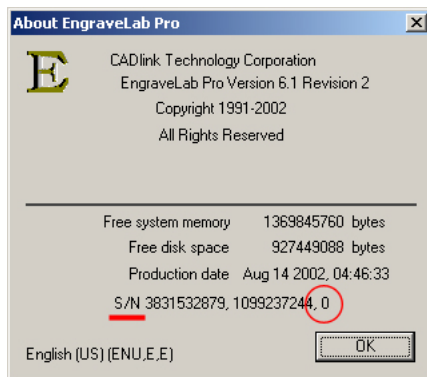 About EngraveLab Pro
E
CADlink Technology Corporation
EngraveLab Pro Version 6.1 Revision 2
Copyright 1991-2002
All Rights Reserved
Free system memory 1369845760 bytes
Free disk space 927449088 bytes
Production date Aug 14 2002, 04:46:33
S/N 3831532879, 1099237244, 0
OK
English (US) (ENU,E,E)